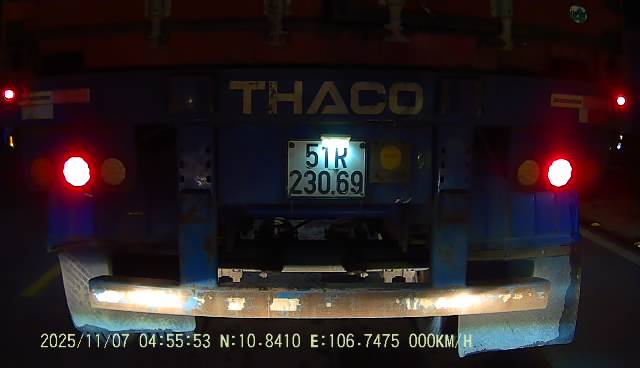 THACO
51R
230.69
2025/11/07 04:55:53 N:10.8410 E:106.7475 000KM/H